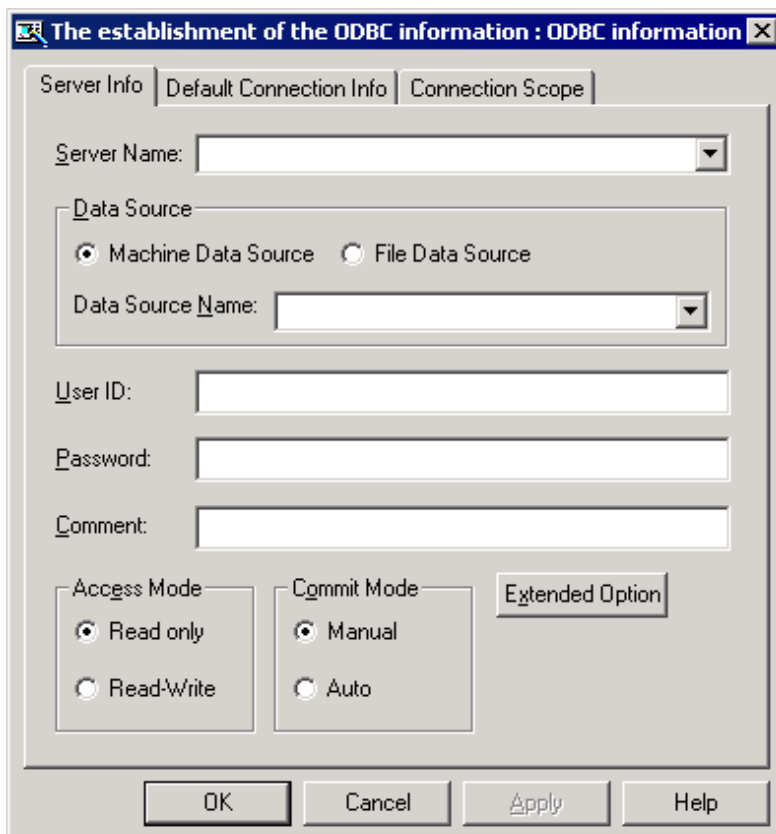 The establishment of the ODBC information : ODBC information
Server Info Default Connection Info Connection Scope
Server Name:
Data Source
Machine Data Source File Data Source
Data Source Name:
User ID:
Password:
Comment:
Access Mode Commit Mode Extended Option
Read only Manual
Read-Write Auto
OK Cancel Apply Help